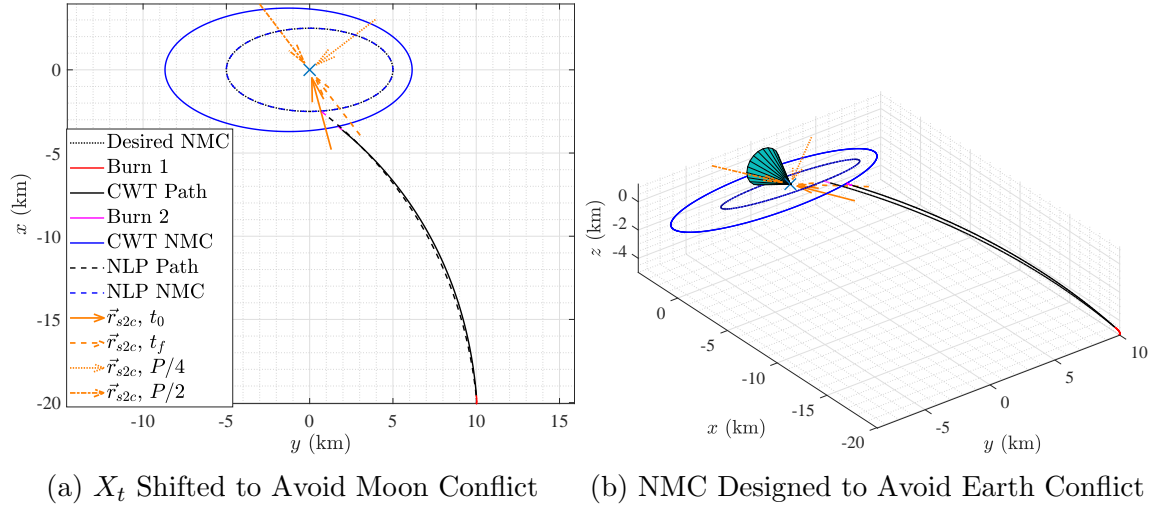 0
-5
-10
-15
-20
x (km)
-10
-5
0
5
10
15
y (km)
Desired NMC
Burn 1
CWT Path
Burn 2
CWT NMC
NLP Path
NLP NMC
r⃗_{s2c}, t_0
r⃗_{s2c}, t_f
r⃗_{s2c}, P/4
r⃗_{s2c}, P/2
0
-2
-4
z (km)
0
-5
-10
-15
-20
x (km)
-5
0
5
10
y (km)
(a) X_t Shifted to Avoid Moon Conflict
(b) NMC Designed to Avoid Earth Conflict